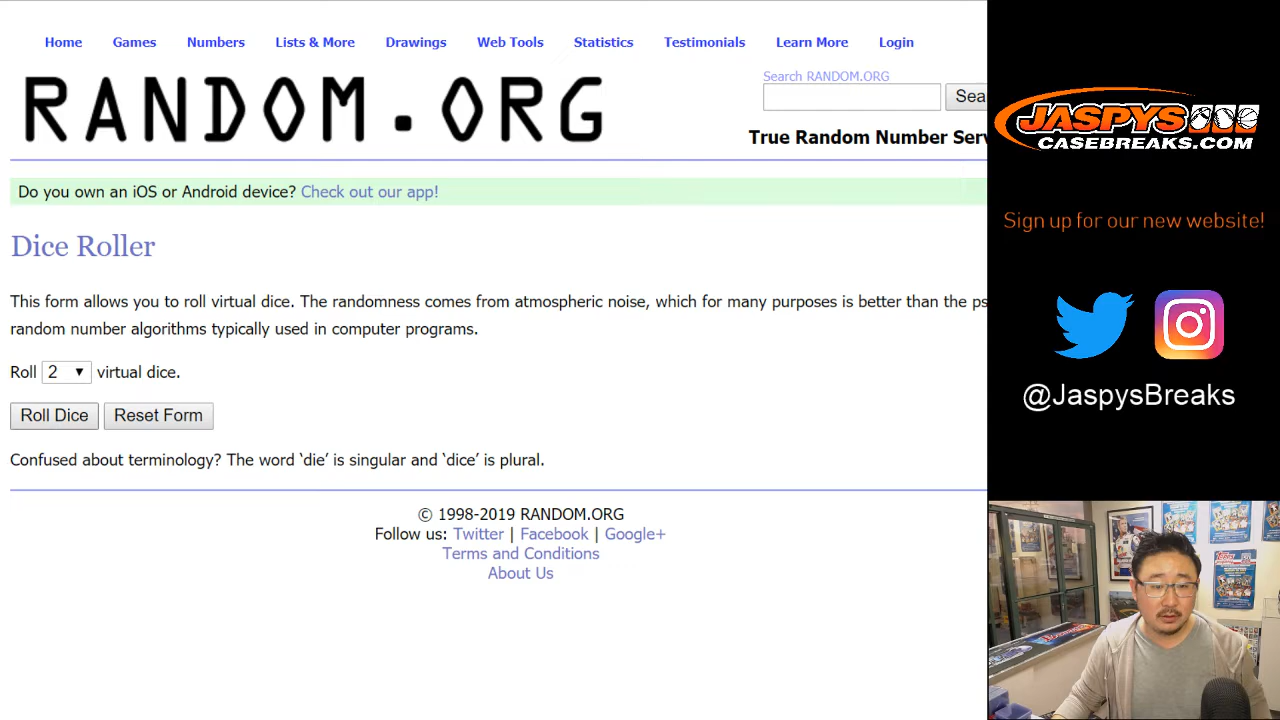 Home Games Numbers Lists & More Drawings Web Tools Statistics Testimonials Learn More Login
RANDOM.ORG
Search RANDOM.ORG
Sea
True Random Number Serv
JASPYS
CASEBREAKS.COM
Do you own an iOS or Android device? Check out our app!
Sign up for our new website!
Dice Roller
This form allows you to roll virtual dice. The randomness comes from atmospheric noise, which for many purposes is better than the ps
random number algorithms typically used in computer programs.
Roll 2 virtual dice.
@JaspysBreaks
Roll Dice Reset Form
Confused about terminology? The word ‘die’ is singular and ‘dice’ is plural.
© 1998-2019 RANDOM.ORG
Follow us: Twitter | Facebook | Google+
Terms and Conditions
About Us
Topps